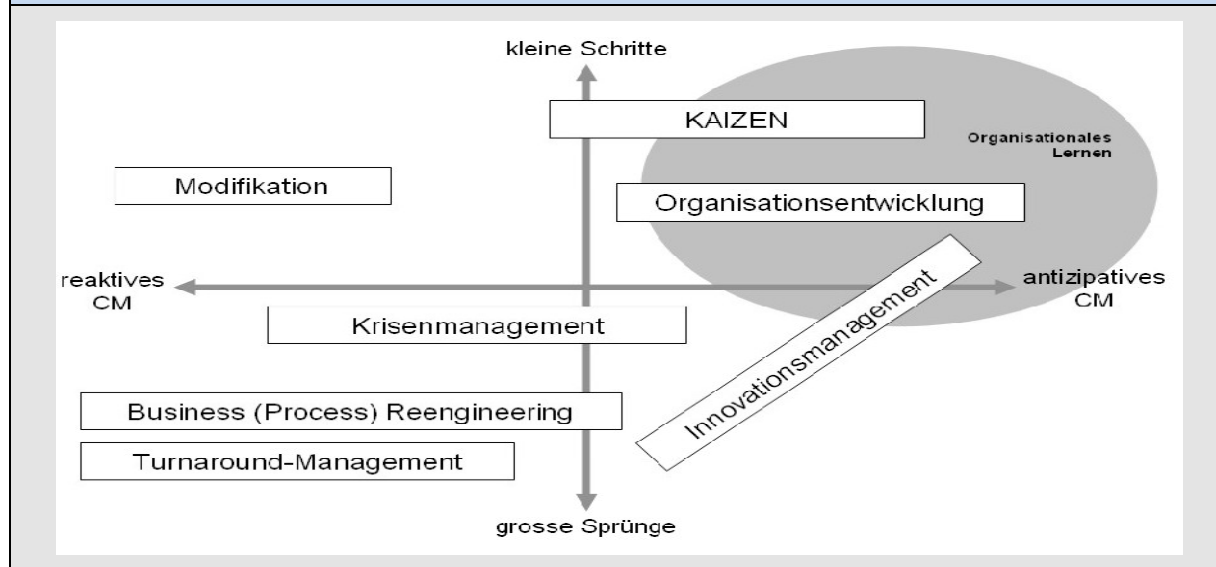 kleine Schritte
KAIZEN
Organisationales
Lernen
Modifikation
Organisationsentwicklung
reaktives
CM
antizipatives
CM
Krisenmanagement
Innovationsmanagement
Business (Process) Reengineering
Turnaround-Management
grosse Sprünge